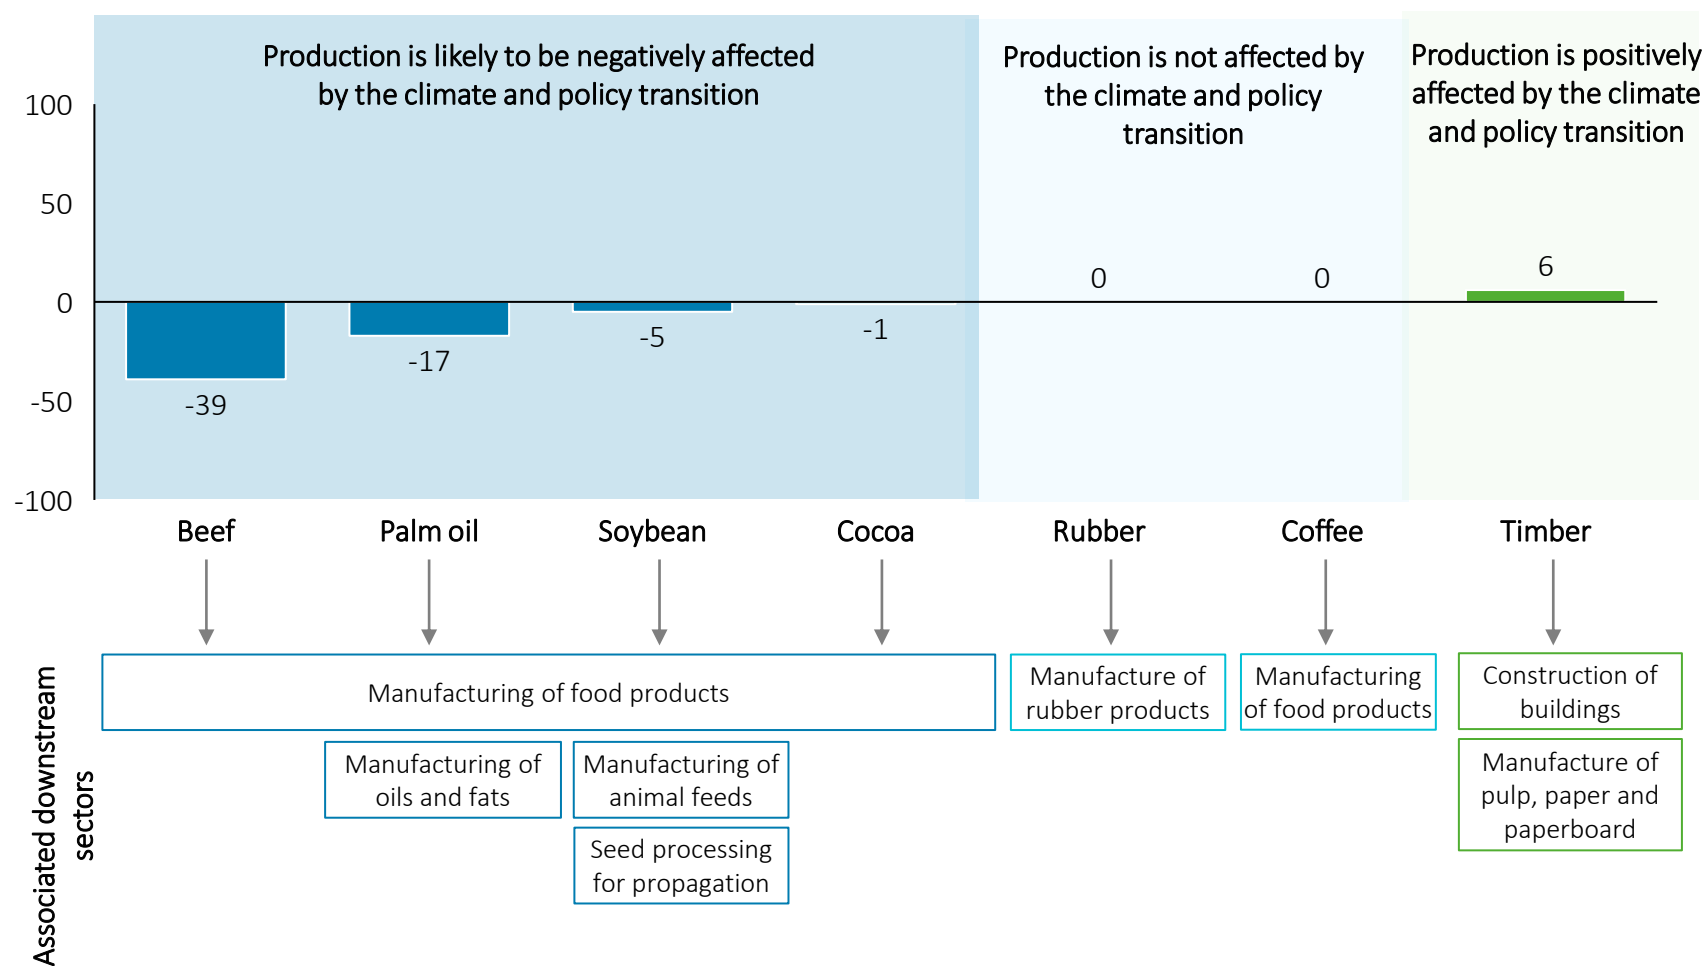 Production is likely to be negatively affected
by the climate and policy transition
Production is not affected by
the climate and policy
transition
Production is positively
affected by the climate
and policy transition
100
50
0
-50
-100
-39
-17
-5
-1
0
0
6
Beef
Palm oil
Soybean
Cocoa
Rubber
Coffee
Timber
Associated downstream
sectors
Manufacturing of food products
Manufacture of
rubber products
Manufacturing
of food products
Construction of
buildings
Manufacturing of
oils and fats
Manufacturing of
animal feeds
Manufacture of
pulp, paper and
paperboard
Seed processing
for propagation